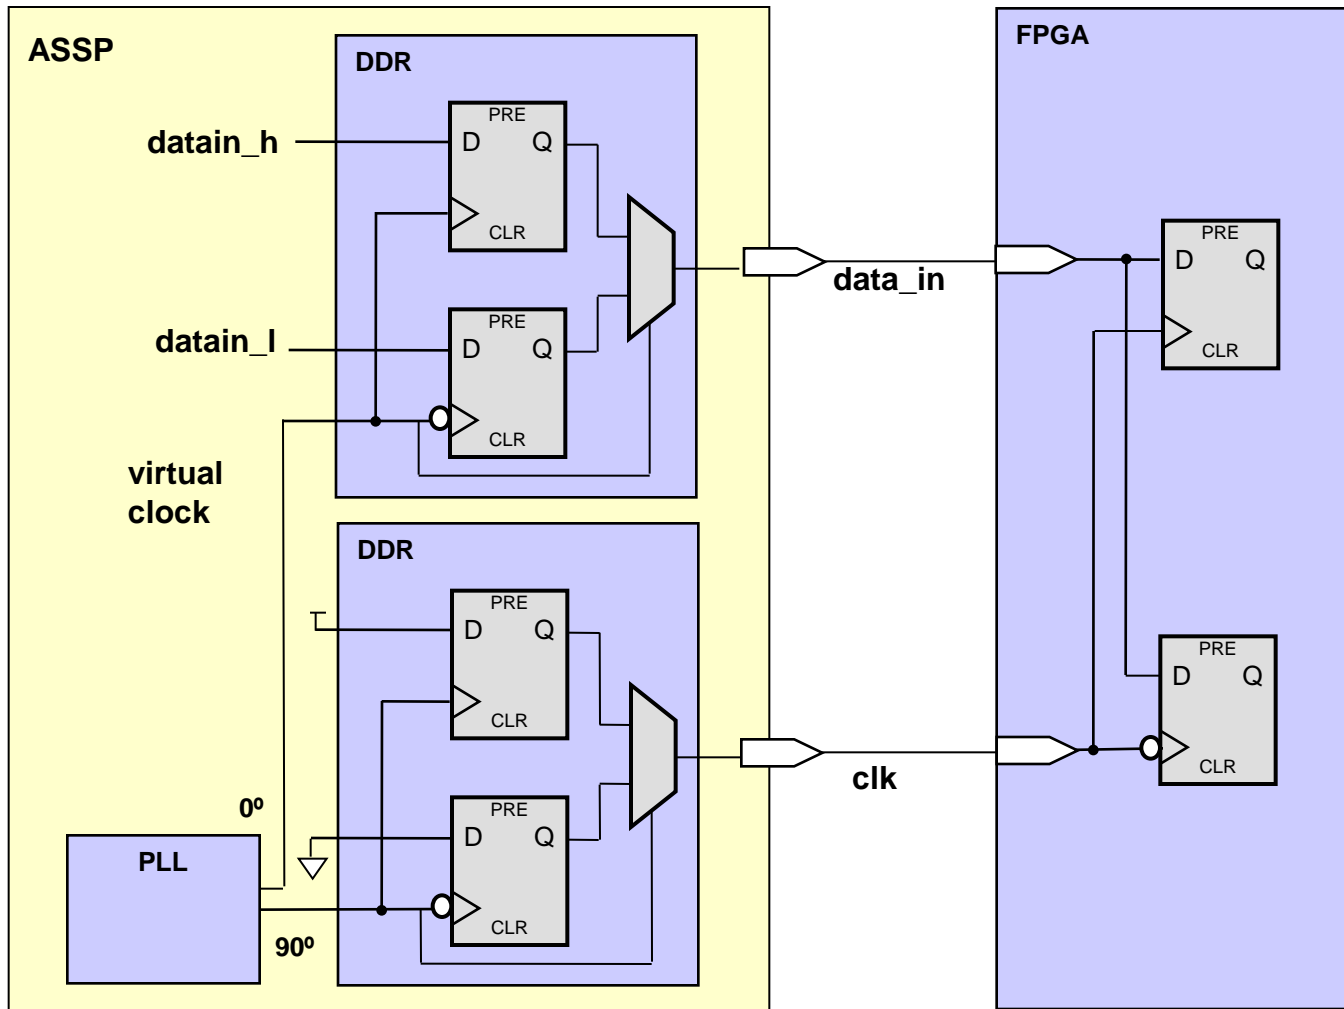 ASSP
DDR
datain_h
PRE
D Q
CLR
datain_l
PRE
D Q
CLR
virtual
clock
data_in
FPGA
PRE
D Q
CLR
PRE
D Q
CLR
DDR
PRE
D Q
CLR
PRE
D Q
CLR
clk
0º
PLL
90º